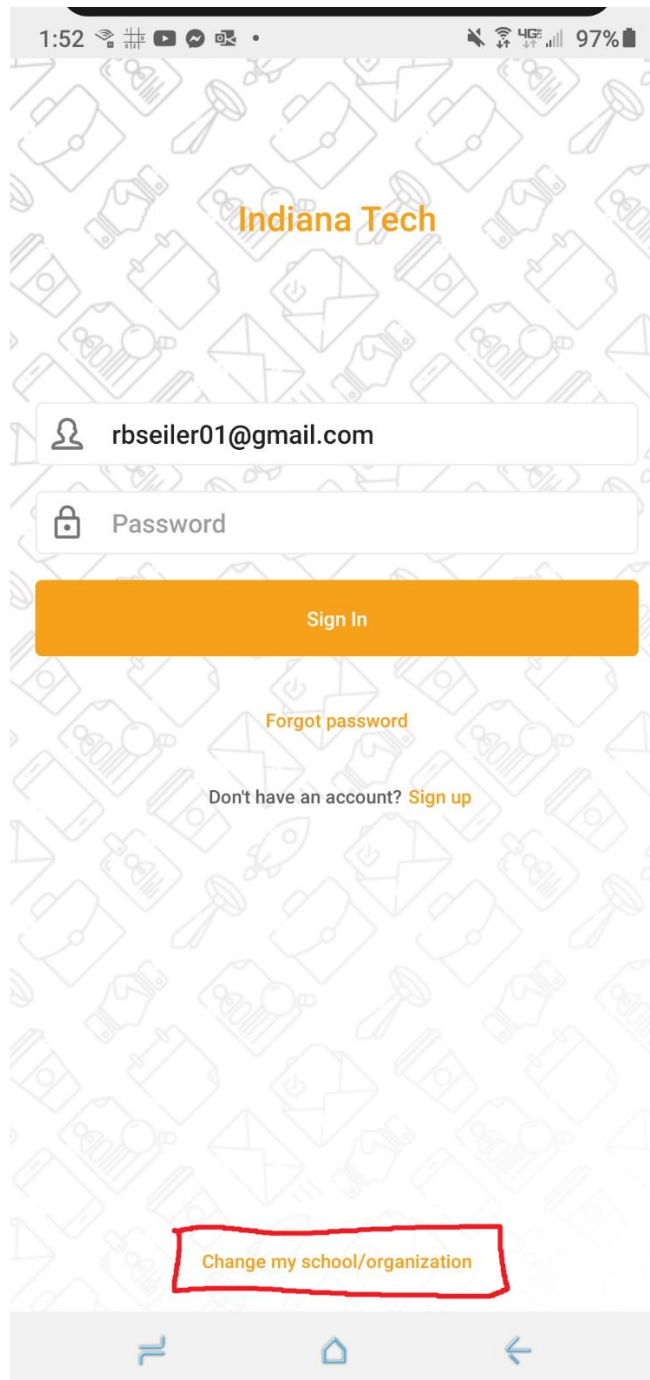 1:52 4GE 97%
Indiana Tech
rbseiler01@gmail.com
Password
Sign In
Forgot password
Don't have an account? Sign up
Change my school/organization